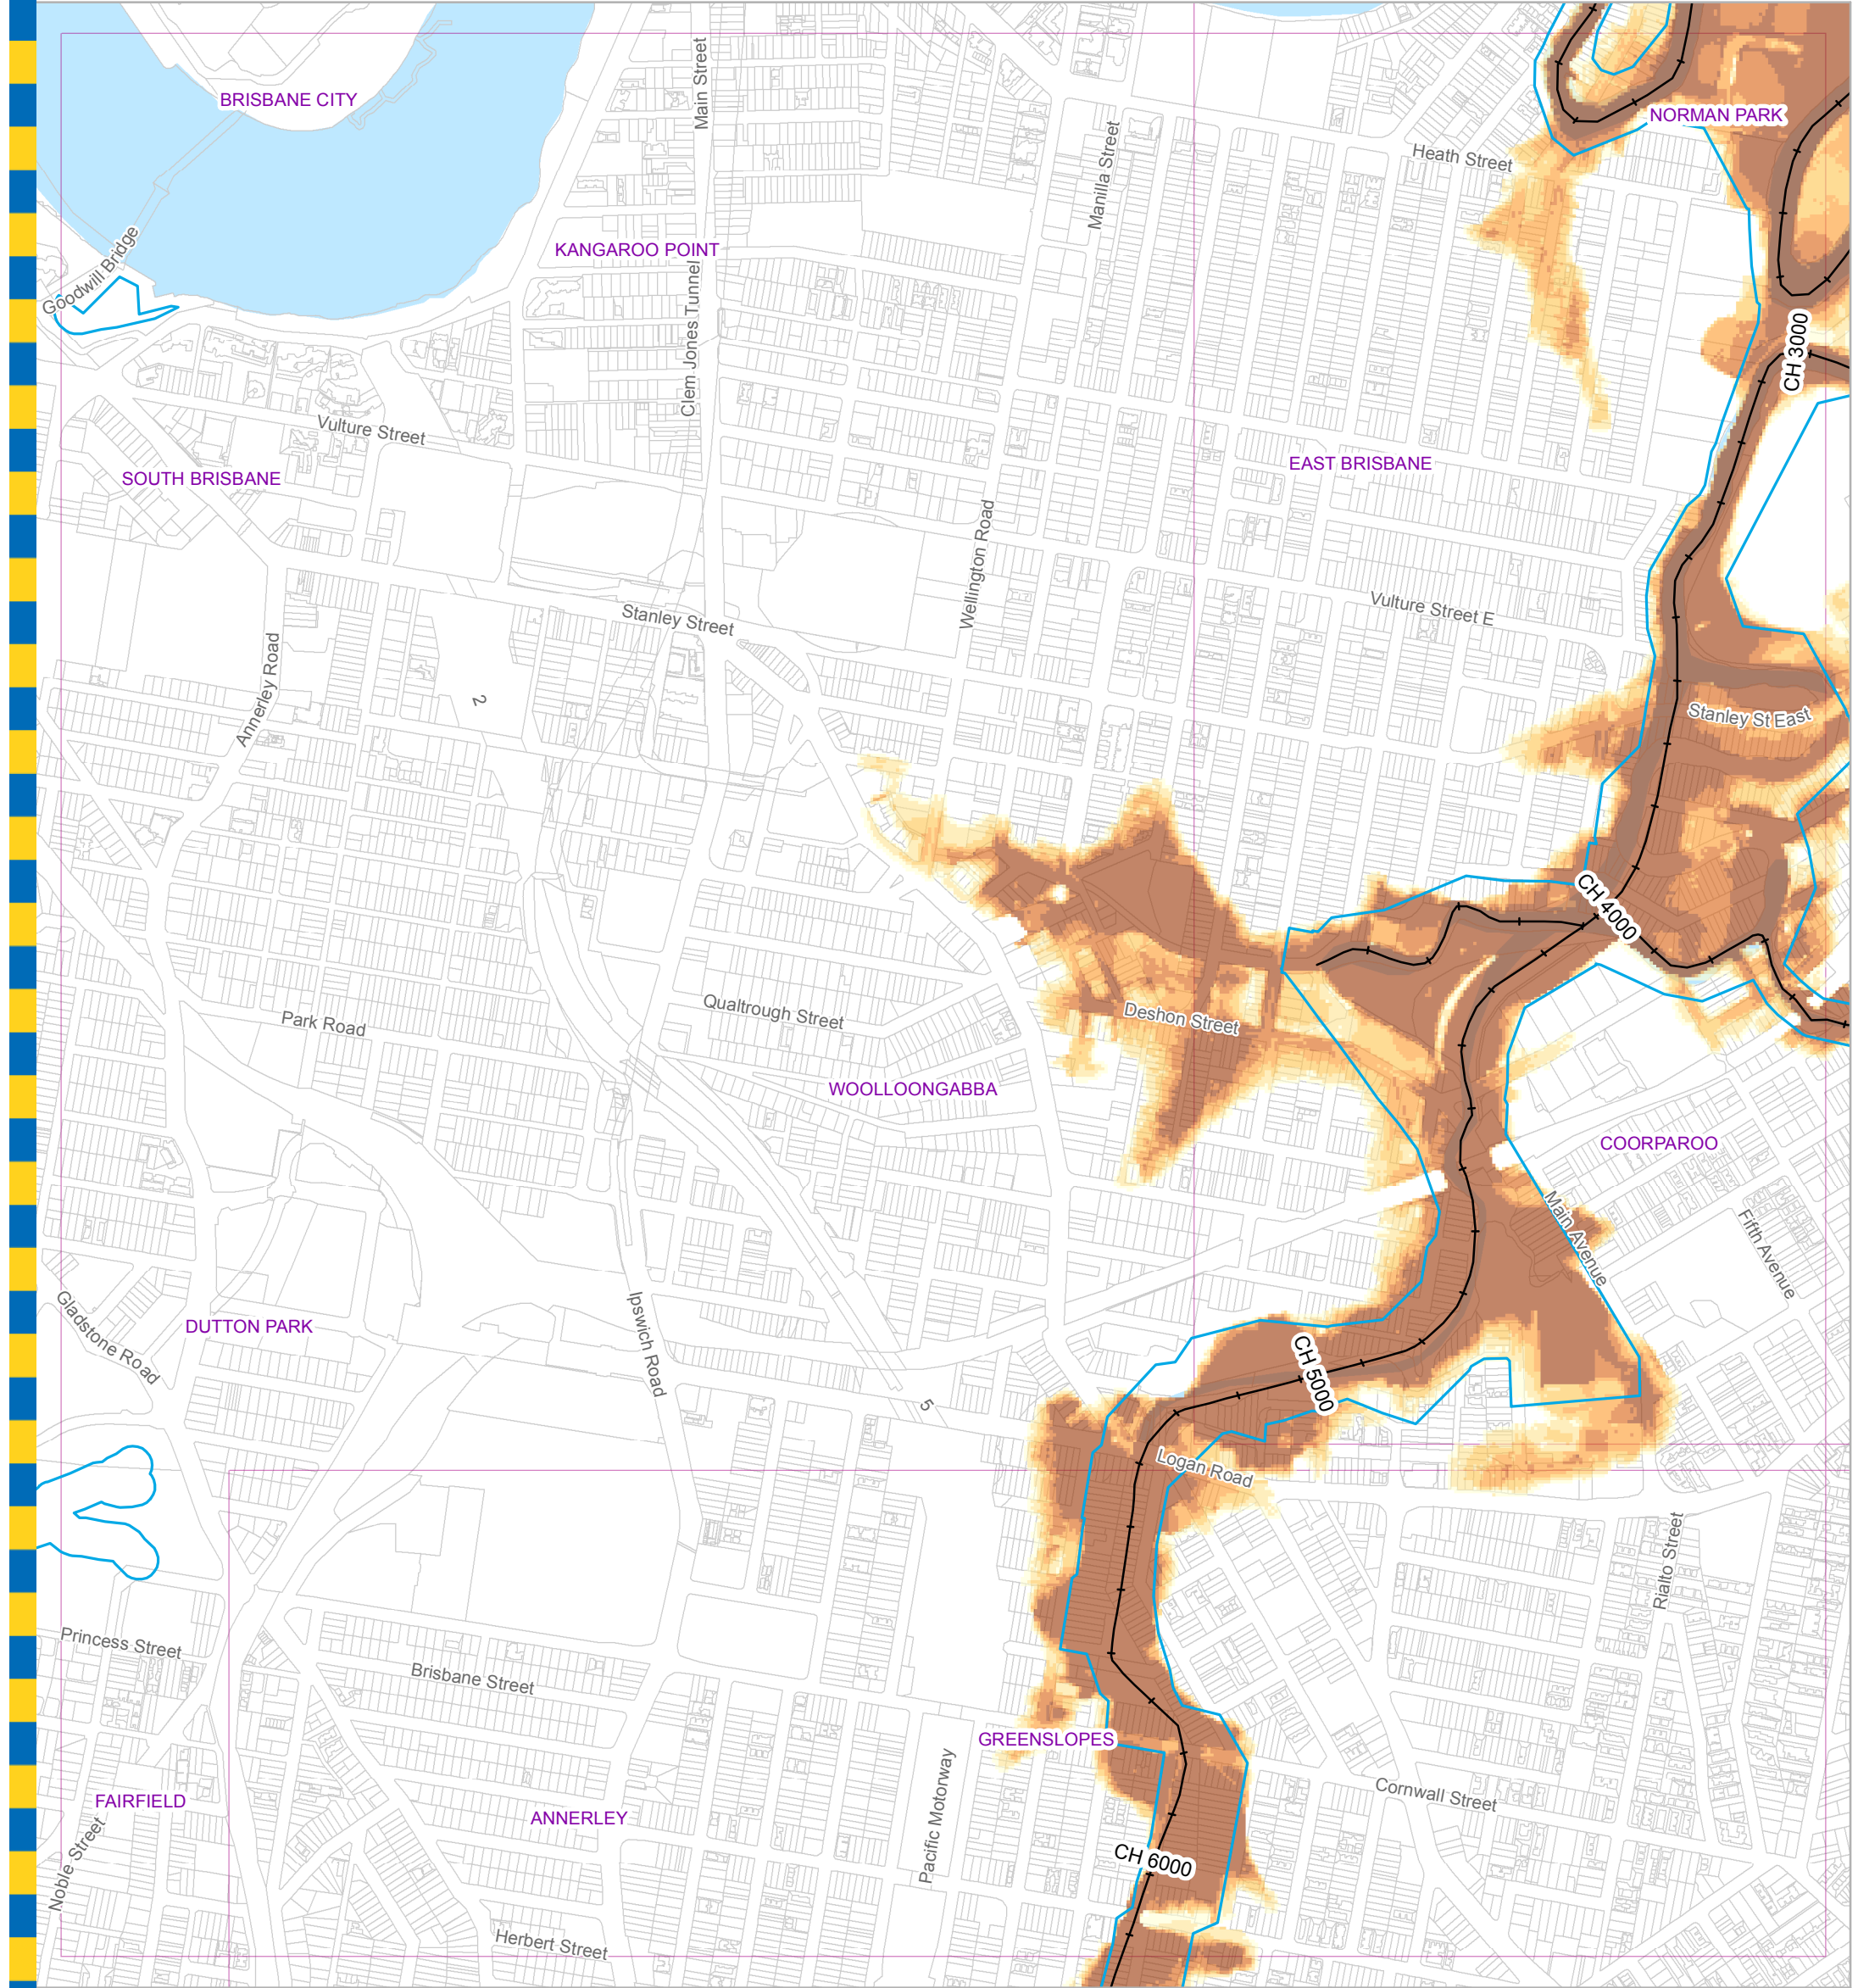 BRISBANE CITY
Main Street
NORMAN PARK
Heath Street
Manilla Street
KANGAROO POINT
Goodwill Bridge
Clem Jones Tunnel
CH 3000
Vulture Street
EAST BRISBANE
SOUTH BRISBANE
Wellington Road
Vulture Street E
Stanley Street
Annerley Road
2
Stanley St East
CH 4000
Qualtrough Street
Deshon Street
Park Road
WOOLLOONGABBA
COORPAROO
Main Avenue
Fifth Avenue
DUTTON PARK
Gladstone Road
Ipswich Road
CH 5000
5
Logan Road
Rialto Street
Princess Street
Brisbane Street
GREENSLOPES
Pacific Motorway
Cornwall Street
FAIRFIELD
ANNERLEY
Noble Street
CH 6000
Herbert Street